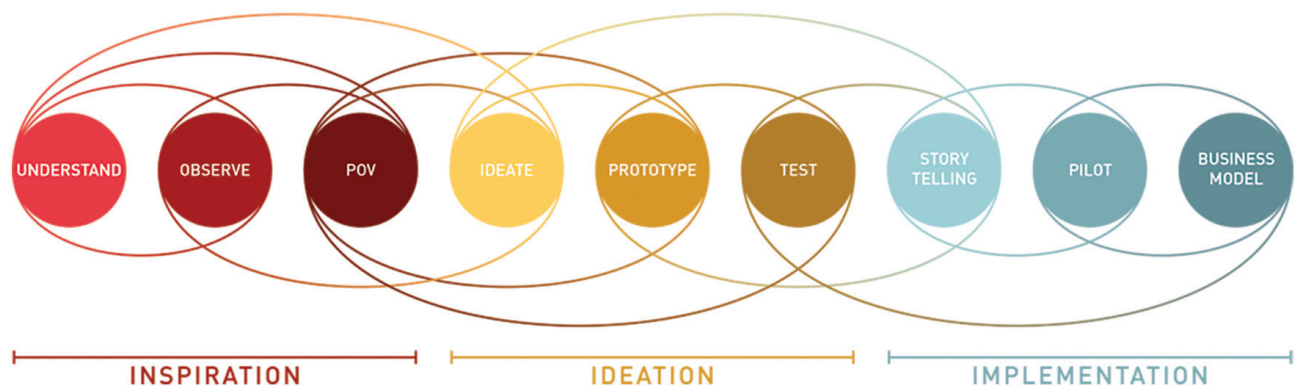 UNDERSTAND
OBSERVE
POV
IDEATE
PROTOTYPE
TEST
STORY
TELLING
PILOT
BUSINESS
MODEL
INSPIRATION
IDEATION
IMPLEMENTATION